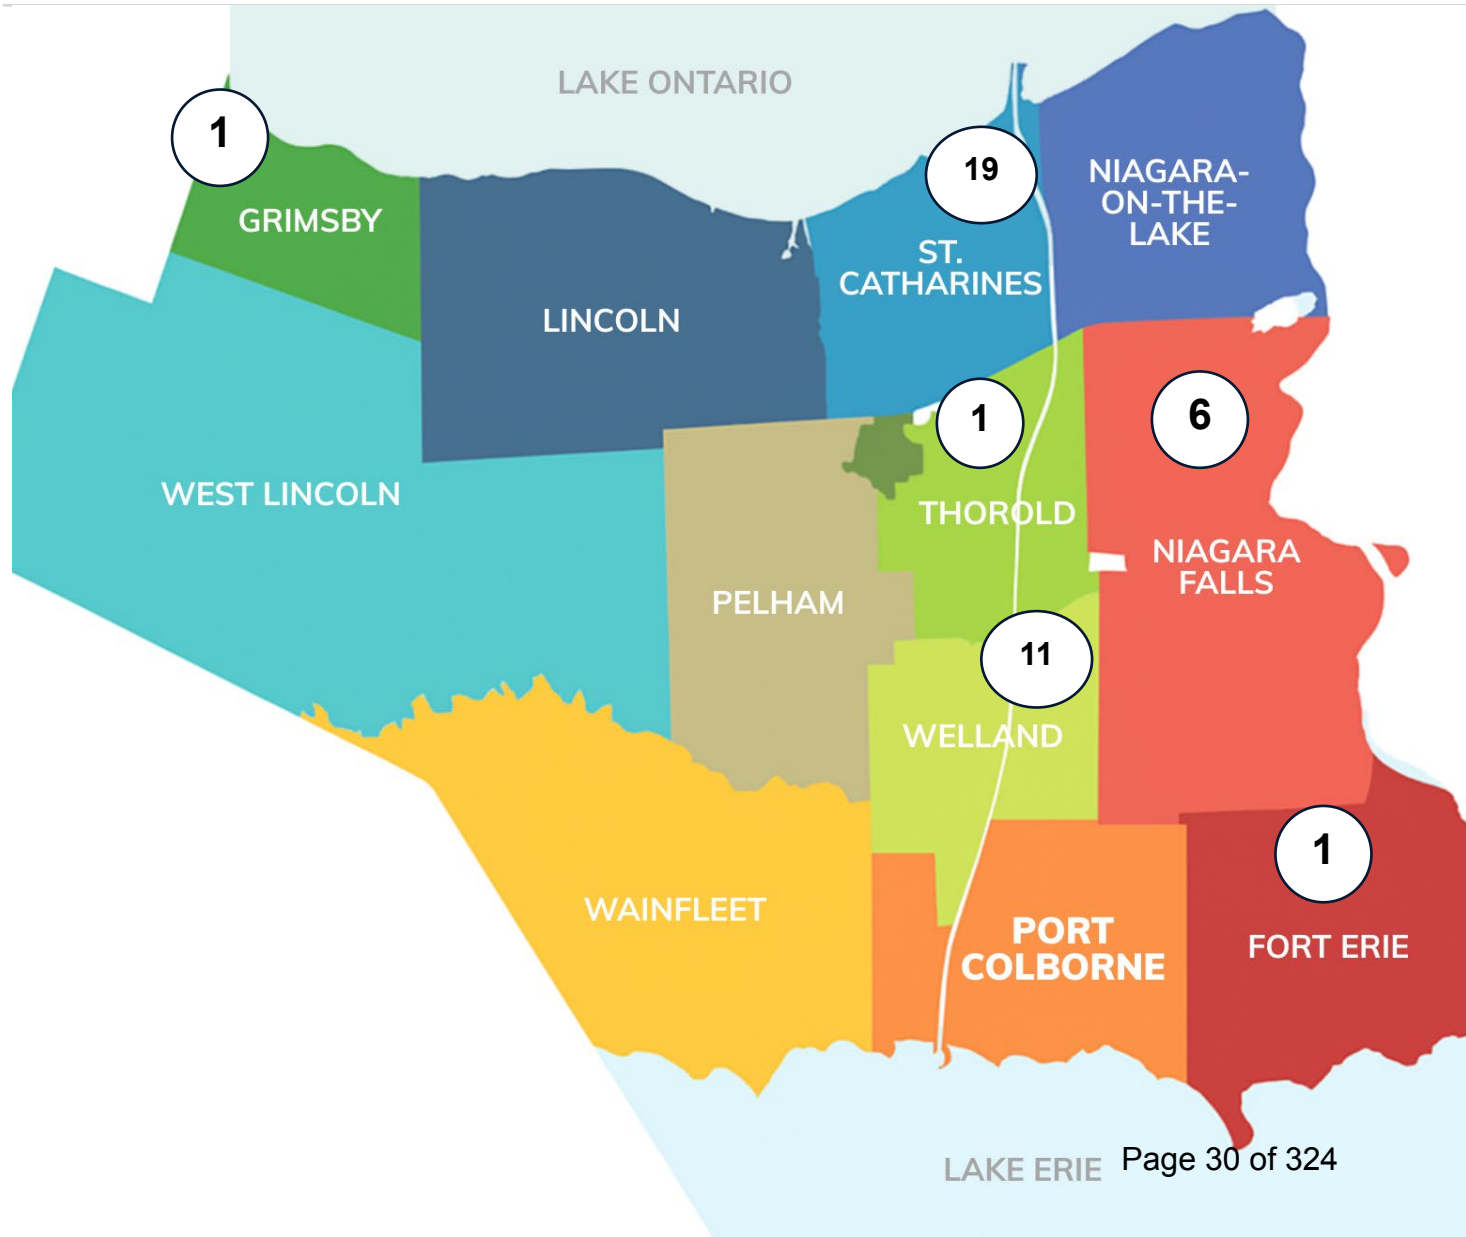 LAKE ONTARIO
1
GRIMSBY
19
NIAGARA-
ON-THE-
LAKE
ST.
CATHARINES
LINCOLN
1
6
WEST LINCOLN
THOROLD
NIAGARA
FALLS
PELHAM
11
WELLAND
1
WAINFLEET
PORT
COLBORNE
FORT ERIE
LAKE ERIE
Page 30 of 324